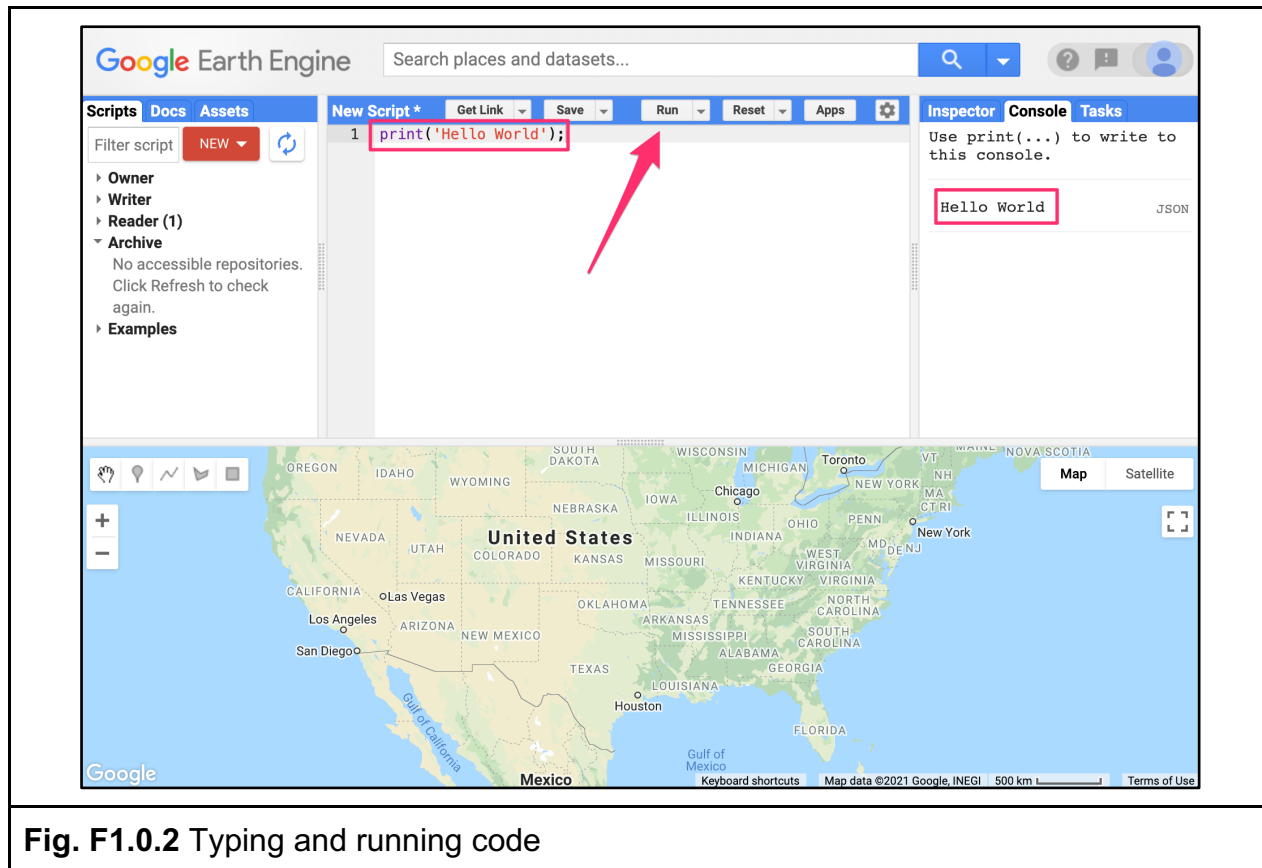 Google Earth Engine
Search places and datasets...
Scripts Docs Assets
Filter script
NEW
Owner
Writer
Reader (1)
Archive
No accessible repositories.
Click Refresh to check
again.
Examples
New Script *
Get Link
Save
Run
Reset
Apps
1 print('Hello World');
Inspector Console Tasks
Use print(...) to write to
this console.
Hello World
JSON
Map
Satellite
+
−
OREGON
IDAHO
WYOMING
SOUTH
DAKOTA
WISCONSIN
MICHIGAN
Toronto
VT
MAINE
NOVA SCOTIA
NH
NEW YORK
MA
CT RI
Chicago
IOWA
NEBRASKA
ILLINOIS
OHIO
PENN
New York
NEVADA
UTAH
United States
COLORADO
KANSAS
MISSOURI
INDIANA
WEST
VIRGINIA
MD
DE NJ
KENTUCKY
VIRGINIA
CALIFORNIA
Las Vegas
OKLAHOMA
TENNESSEE
NORTH
CAROLINA
Los Angeles
ARIZONA
NEW MEXICO
ARKANSAS
MISSISSIPPI
SOUTH
CAROLINA
San Diego
ALABAMA
TEXAS
GEORGIA
LOUISIANA
Houston
Gulf of
California
FLORIDA
Gulf of
Mexico
Mexico
Google
Keyboard shortcuts
Map data ©2021 Google, INEGI
500 km
Terms of Use
Fig. F1.0.2 Typing and running code